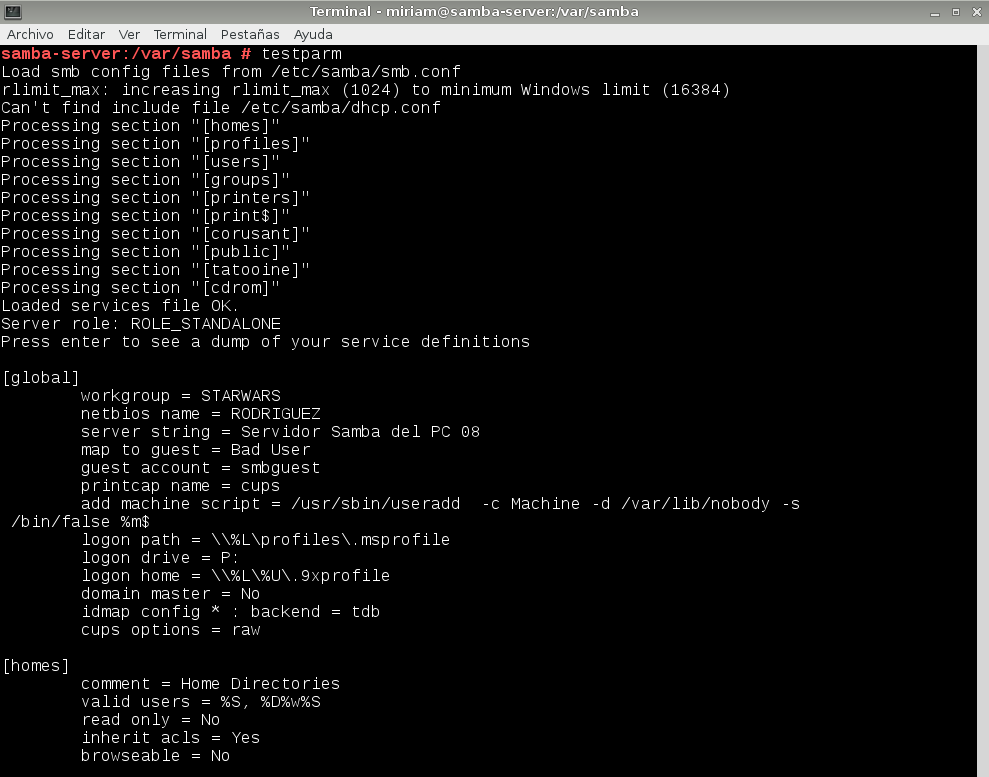 Terminal - miriam@samba-server:/var/samba
Archivo Editar Ver Terminal Pestañas Ayuda
samba-server:/var/samba # testparm
Load smb config files from /etc/samba/smb.conf
rlimit_max: increasing rlimit_max (1024) to minimum Windows limit (16384)
Can't find include file /etc/samba/dhcp.conf
Processing section "[homes]"
Processing section "[profiles]"
Processing section "[users]"
Processing section "[groups]"
Processing section "[printers]"
Processing section "[print$]"
Processing section "[corusant]"
Processing section "[public]"
Processing section "[tatooine]"
Processing section "[cdrom]"
Loaded services file OK.
Server role: ROLE_STANDALONE
Press enter to see a dump of your service definitions

[global]
        workgroup = STARWARS
        netbios name = RODRIGUEZ
        server string = Servidor Samba del PC 08
        map to guest = Bad User
        guest account = smbguest
        printcap name = cups
        add machine script = /usr/sbin/useradd  -c Machine -d /var/lib/nobody -s
 /bin/false %m$
        logon path = \\%L\profiles\.msprofile
        logon drive = P:
        logon home = \\%L\%U\.9xprofile
        domain master = No
        idmap config * : backend = tdb
        cups options = raw

[homes]
        comment = Home Directories
        valid users = %S, %D%w%S
        read only = No
        inherit acls = Yes
        browseable = No